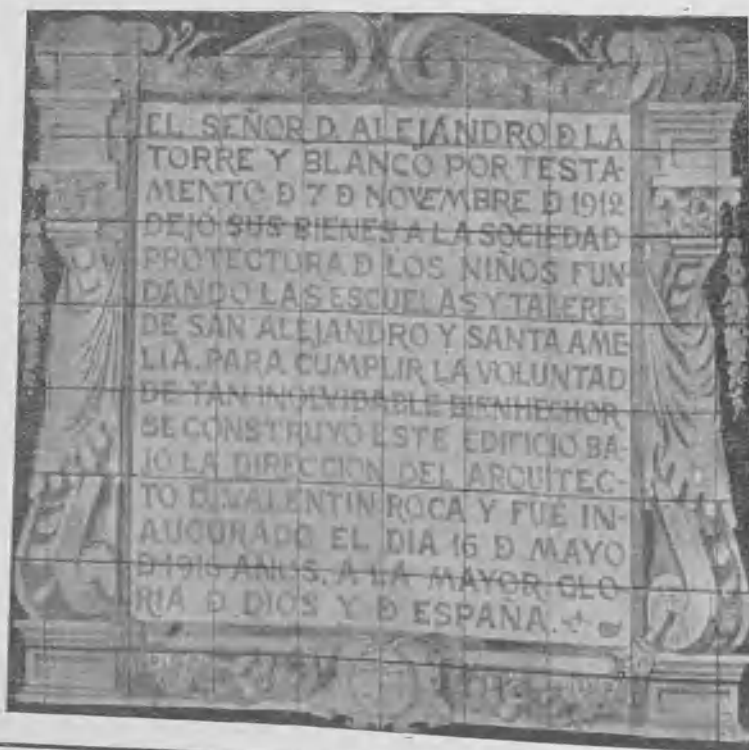 EL SEÑOR D. ALEJANDRO Đ LA
TORRE Y BLANCO POR TESTA-
MENTO Đ 7 Đ NOVEMBRE Đ 1912
DEJÓ SUS BIENES A LA SOCIEDAD
PROTECTORA Đ LOS NIÑOS FUN
DANDO LAS ESCUELAS Y TALERES
DE SAN ALEJANDRO Y SANTA AME
LIA. PARA CUMPLIR LA VOLUNTAD
DE TAN INOLVIDABLE BIENHECHOR
SE CONSTRUYÓ ESTE EDIFICIO BA-
JO LA DIRECCION DEL ARQUITEC-
TO D. VALENTIN ROCA Y FUÉ IN-
AUGURADO EL DIA 16 Đ MAYO
AÑOS. A LA MAYOR GLO
RIA Đ DIOS Y Đ ESPAÑA.